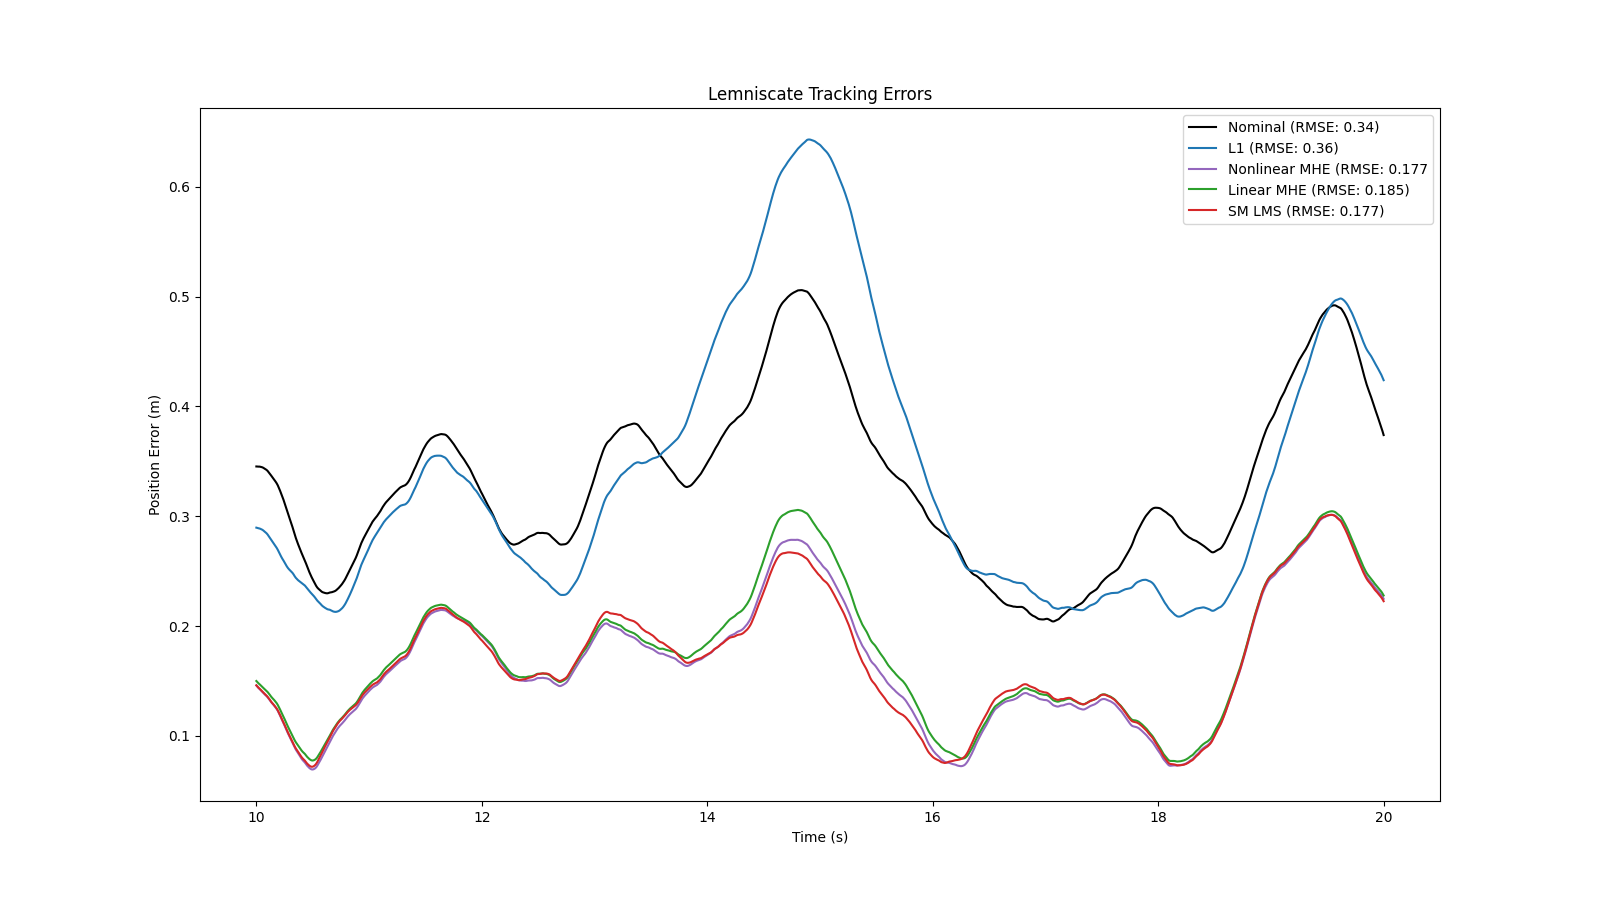 Lemniscate Tracking Errors
Nominal (RMSE: 0.34)
L1 (RMSE: 0.36)
Nonlinear MHE (RMSE: 0.177
Linear MHE (RMSE: 0.185)
SM LMS (RMSE: 0.177)
Position Error (m)
0.6
0.5
0.4
0.3
0.2
0.1
10 12 14 16 18 20
Time (s)